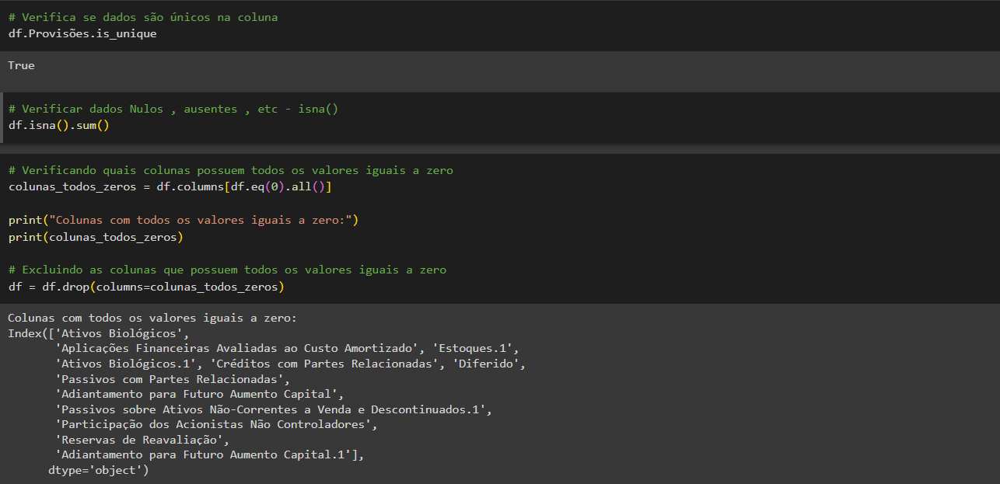 # Verifica se dados são únicos na coluna
df.Provisões.is_unique
True
# Verificar dados Nulos , ausentes , etc - isna()
df.isna().sum()
# Verificando quais colunas possuem todos os valores iguais a zero
colunas_todos_zeros = df.columns[df.eq(0).all()]
print("Colunas com todos os valores iguais a zero:")
print(colunas_todos_zeros)
# Excluindo as colunas que possuem todos os valores iguais a zero
df = df.drop(columns=colunas_todos_zeros)
Colunas com todos os valores iguais a zero:
Index(['Ativos Biológicos',
       'Aplicações Financeiras Avaliadas ao Custo Amortizado', 'Estoques.1',
       'Ativos Biológicos.1', 'Créditos com Partes Relacionadas', 'Diferido',
       'Passivos com Partes Relacionadas',
       'Adiantamento para Futuro Aumento Capital',
       'Passivos sobre Ativos Não-Correntes a Venda e Descontinuados.1',
       'Participação dos Acionistas Não Controladores',
       'Reservas de Reavaliação',
       'Adiantamento para Futuro Aumento Capital.1'],
      dtype='object')